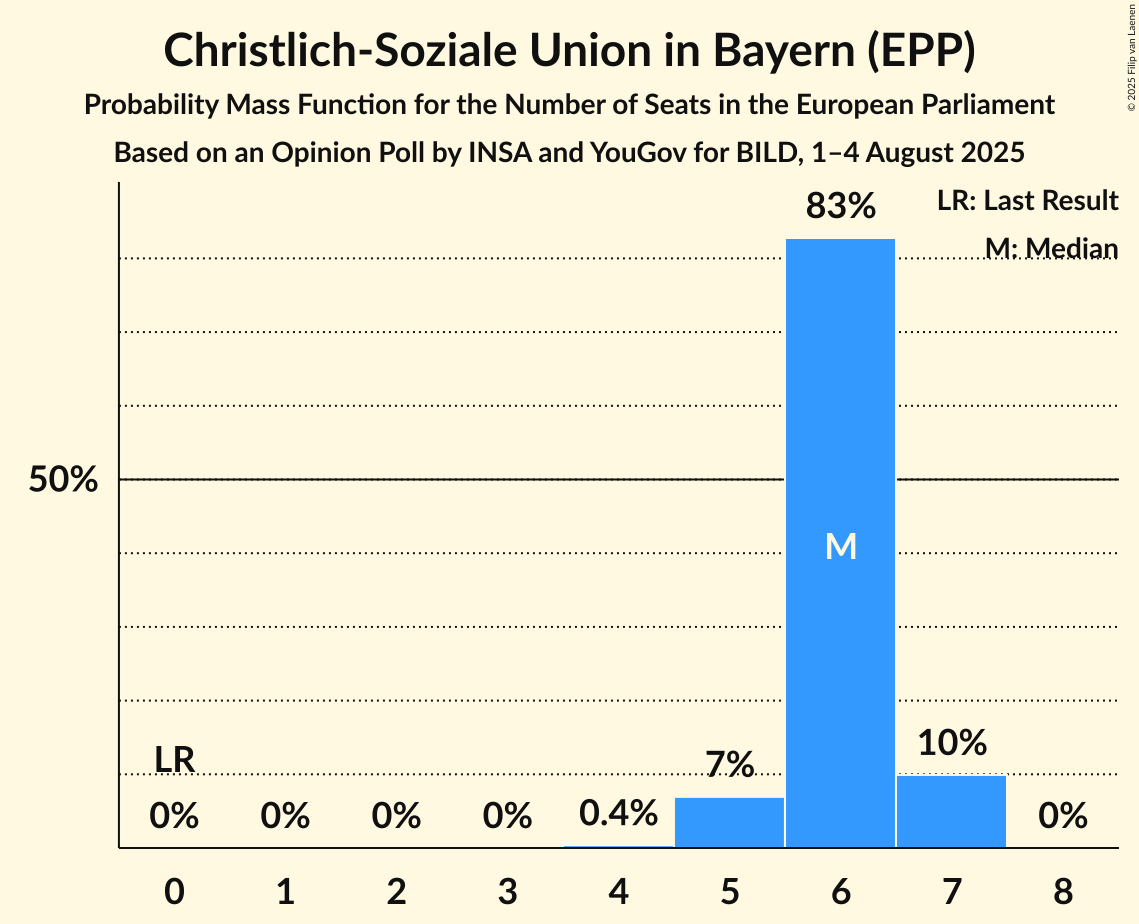 Christlich-Soziale Union in Bayern (EPP)
Probability Mass Function for the Number of Seats in the European Parliament
Based on an Opinion Poll by INSA and YouGov for BILD, 1–4 August 2025
© 2025 Filip van Laenen
LR: Last Result
M: Median
83%
50%
M
LR
10%
7%
0% 0% 0% 0% 0.4% 0%
0 1 2 3 4 5 6 7 8